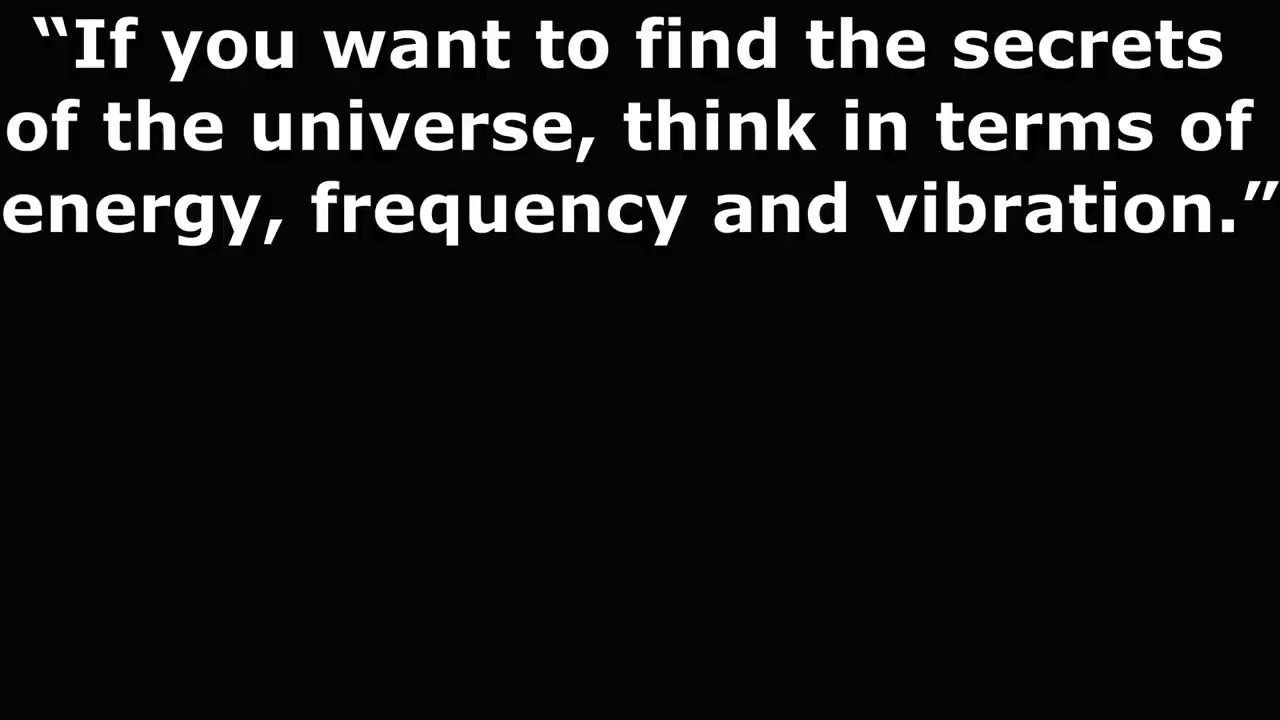 “If you want to find the secrets
of the universe, think in terms of
energy, frequency and vibration.”